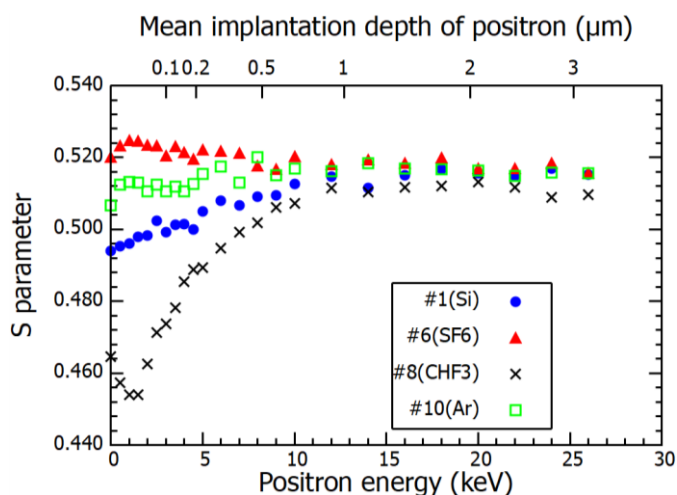 Mean implantation depth of positron (μm)
0.1 0.2 0.5 1 2 3
0.540
0.520
0.500
0.480
0.460
0.440
S parameter
#1(Si)
#6(SF6)
#8(CHF3)
#10(Ar)
0 5 10 15 20 25 30
Positron energy (keV)